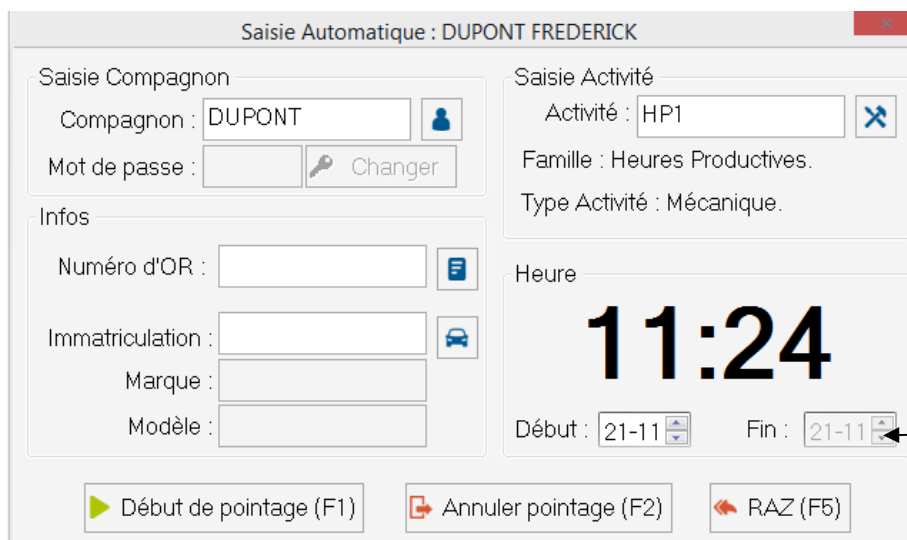 Saisie Automatique : DUPONT FREDERICK
×
Saisie Compagnon
Compagnon : DUPONT
Mot de passe : Changer
Infos
Numéro d'OR :
Immatriculation :
Marque :
Modèle :
Saisie Activité
Activité : HP1
Famille : Heures Productives.
Type Activité : Mécanique.
Heure
11:24
Début : 21-11 Fin : 21-11
Début de pointage (F1) Annuler pointage (F2) RAZ (F5)